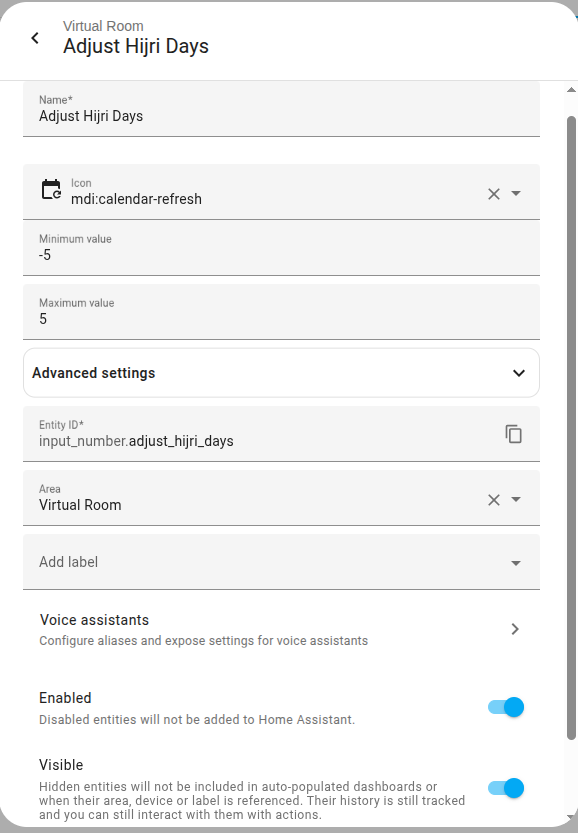 Virtual Room
Adjust Hijri Days
Name*
Adjust Hijri Days
Icon
mdi:calendar-refresh
Minimum value
-5
Maximum value
5
Advanced settings
Entity ID*
input_number.adjust_hijri_days
Area
Virtual Room
Add label
Voice assistants
Configure aliases and expose settings for voice assistants
Enabled
Disabled entities will not be added to Home Assistant.
Visible
Hidden entities will not be included in auto-populated dashboards or
when their area, device or label is referenced. Their history is still tracked
and you can still interact with them with actions.